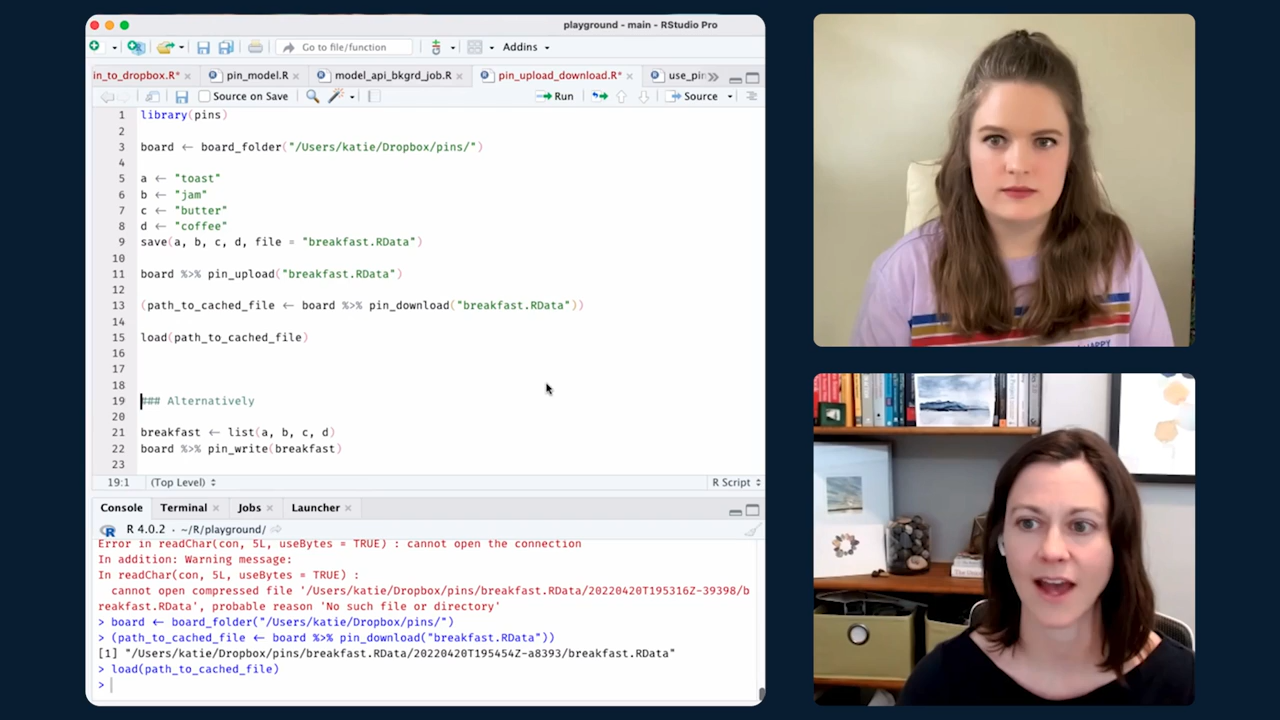 playground - main - RStudio Pro
Go to file/function
Addins
in_to_dropbox.R*
pin_model.R
model_api_bkgrd_job.R
pin_upload_download.R*
use_pin
Source on Save
Run
Source
1 library(pins)
2
3 board <- board_folder("/Users/katie/Dropbox/pins/")
4
5 a <- "toast"
6 b <- "jam"
7 c <- "butter"
8 d <- "coffee"
9 save(a, b, c, d, file = "breakfast.RData")
10
11 board %>% pin_upload("breakfast.RData")
12
13 (path_to_cached_file <- board %>% pin_download("breakfast.RData"))
14
15 load(path_to_cached_file)
16
17
18
19 ### Alternatively
20
21 breakfast <- list(a, b, c, d)
22 board %>% pin_write(breakfast)
23
19:1
(Top Level)
R Script
Console
Terminal
Jobs
Launcher
R 4.0.2 · ~/R/playground/
Error in readChar(con, 5L, useBytes = TRUE) : cannot open the connection
In addition: Warning message:
In readChar(con, 5L, useBytes = TRUE) :
cannot open compressed file '/Users/katie/Dropbox/pins/breakfast.RData/20220420T195316Z-39398/b
reakfast.RData', probable reason 'No such file or directory'
> board <- board_folder("/Users/katie/Dropbox/pins/")
> (path_to_cached_file <- board %>% pin_download("breakfast.RData"))
[1] "/Users/katie/Dropbox/pins/breakfast.RData/20220420T195454Z-a8393/breakfast.RData"
> load(path_to_cached_file)
>
HAPPY